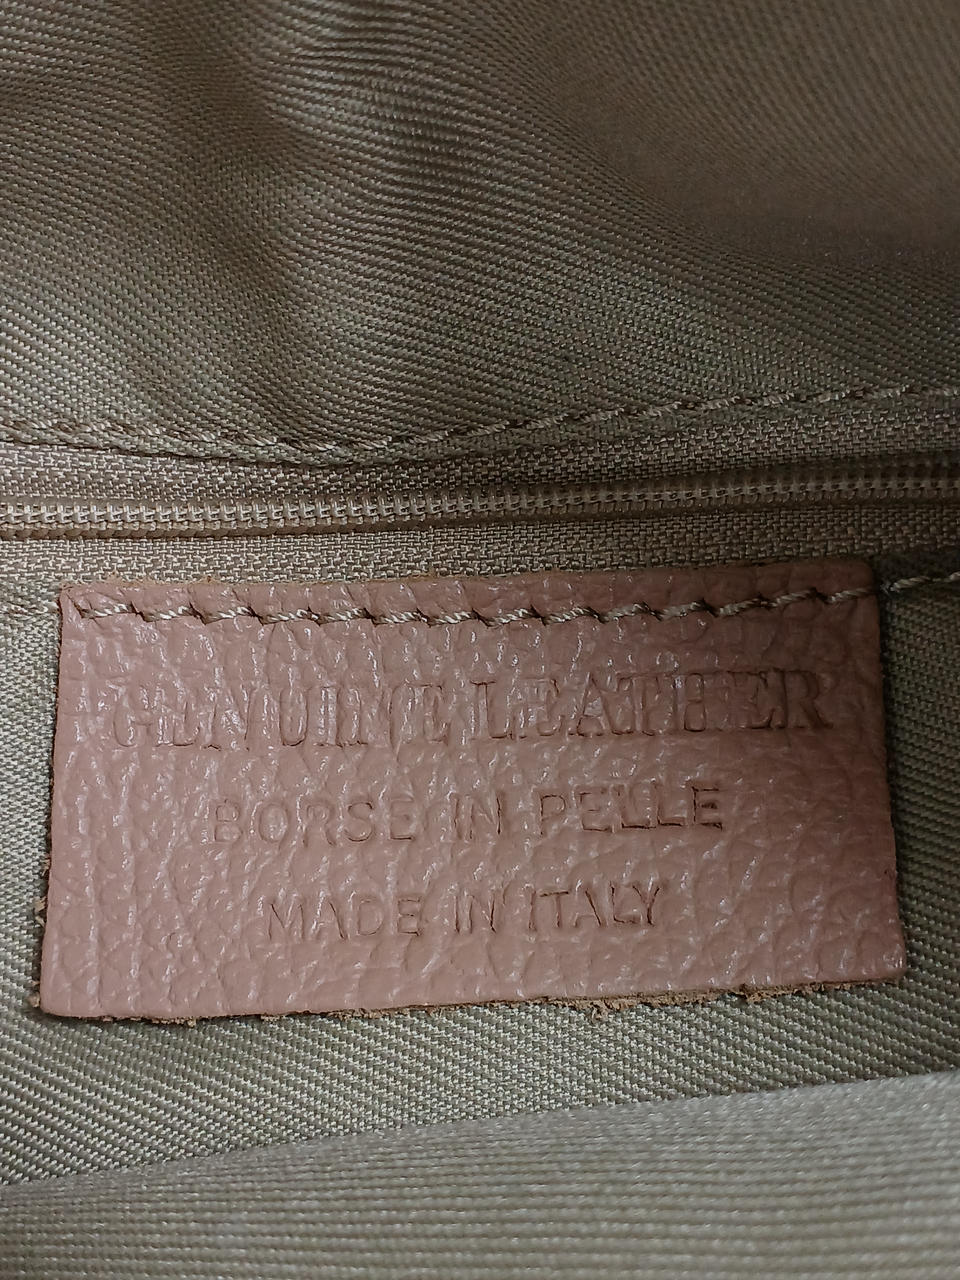 GENUINE LEATHER
BORSE IN PELLE
MADE IN ITALY